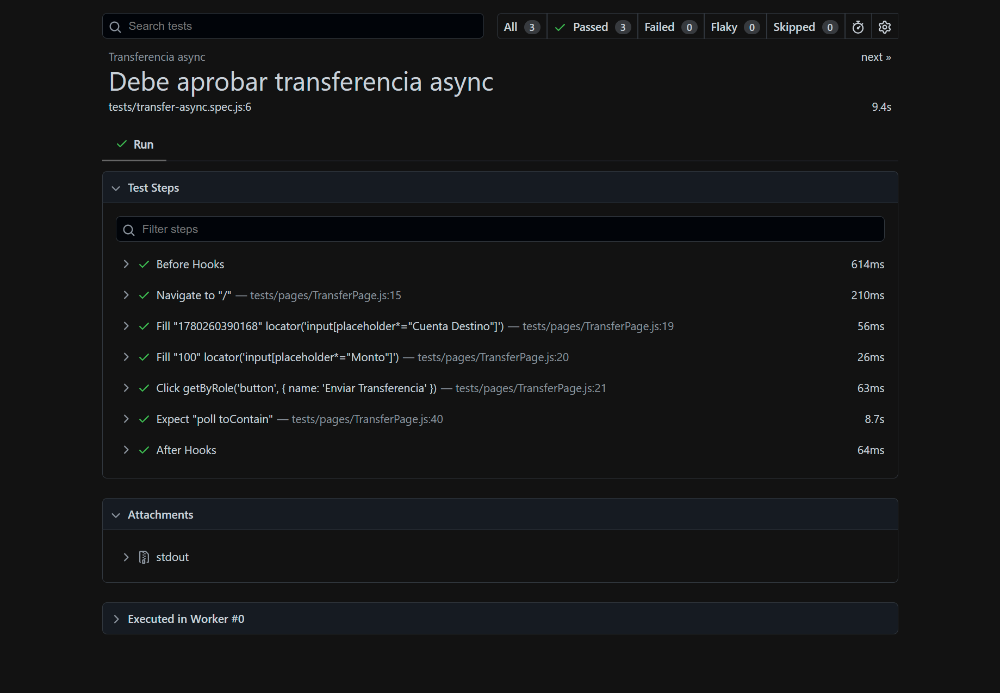 Search tests
All 3 Passed 3 Failed 0 Flaky 0 Skipped 0
Transferencia async
next »
Debe aprobar transferencia async
tests/transfer-async.spec.js:6
9.4s
Run
Test Steps
Filter steps
Before Hooks 614ms
Navigate to "/" — tests/pages/TransferPage.js:15 210ms
Fill "1780260390168" locator('input[placeholder*="Cuenta Destino"]') — tests/pages/TransferPage.js:19 56ms
Fill "100" locator('input[placeholder*="Monto"]') — tests/pages/TransferPage.js:20 26ms
Click getByRole('button', { name: 'Enviar Transferencia' }) — tests/pages/TransferPage.js:21 63ms
Expect "poll toContain" — tests/pages/TransferPage.js:40 8.7s
After Hooks 64ms
Attachments
stdout
Executed in Worker #0